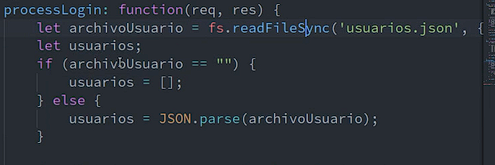 processLogin: function(req, res) {
let archivoUsuario = fs.readFileSync('usuarios.json', {
let usuarios;
if (archivoUsuario == "") {
usuarios = [];
} else {
usuarios = JSON.parse(archivoUsuario);
}